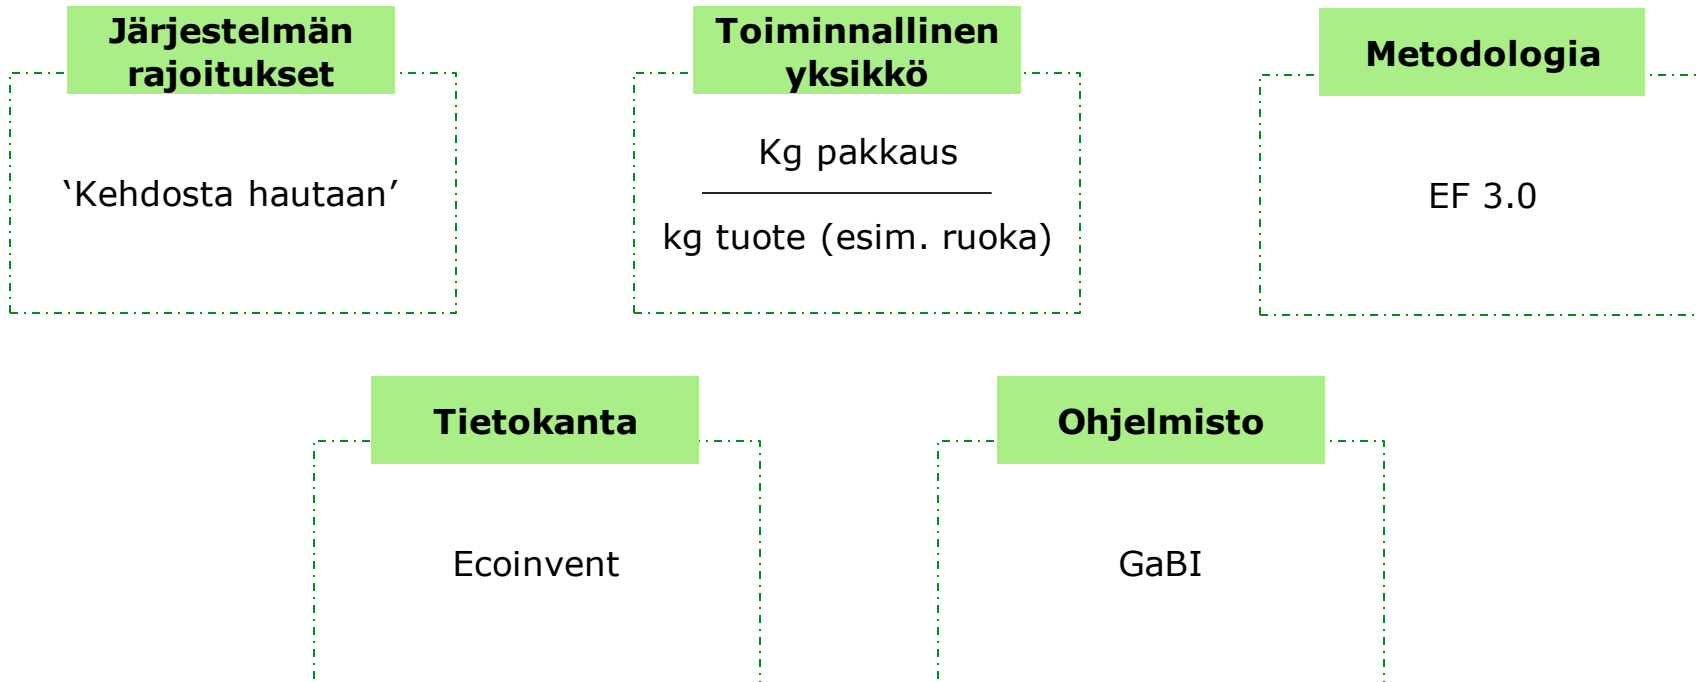 Järjestelmän
rajoitukset
‘Kehdosta hautaan’
Toiminnallinen
yksikkö
Kg pakkaus
kg tuote (esim. ruoka)
Metodologia
EF 3.0
Tietokanta
Ecoinvent
Ohjelmisto
GaBI